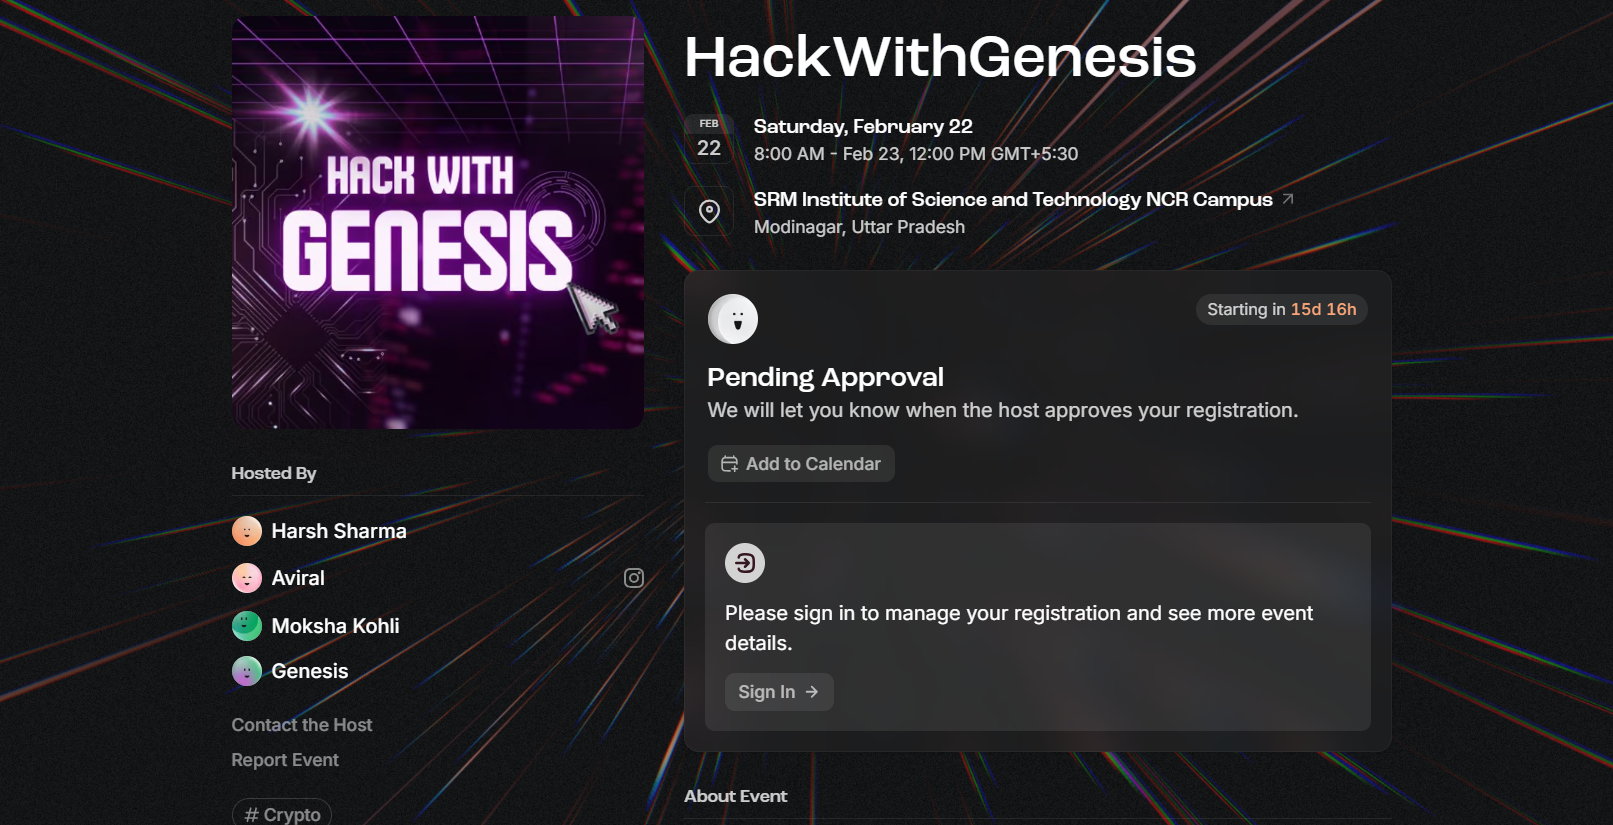 HACK WITH
GENESIS
Hosted By
Harsh Sharma
Aviral
Moksha Kohli
Genesis
Contact the Host
Report Event
# Crypto
HackWithGenesis
FEB
22
Saturday, February 22
8:00 AM - Feb 23, 12:00 PM GMT+5:30
SRM Institute of Science and Technology NCR Campus
Modinagar, Uttar Pradesh
Starting in 15d 16h
Pending Approval
We will let you know when the host approves your registration.
Add to Calendar
Please sign in to manage your registration and see more event
details.
Sign In
About Event